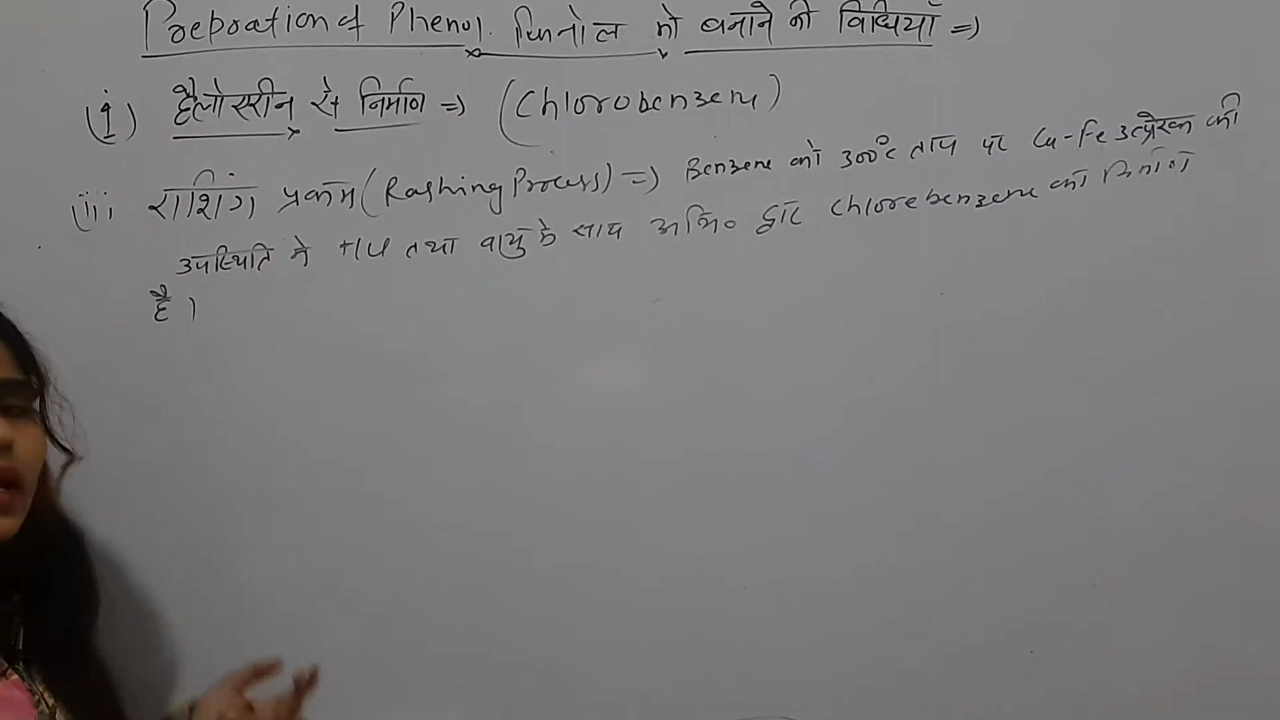 Preparation of Phenol. फिनोल को बनाने की विधियाँ =>
(i) हैलोएरीन से निर्माण => (Chlorobenzene)
(ii) राशिंग प्रक्रम (Rashing Process) => Benzene को 300°C ताप पर Cu-Fe उत्प्रेरक की
उपस्थिति में HCl तथा वायु के साथ अभि० द्वारा chlorebenzene का निर्माण
है।